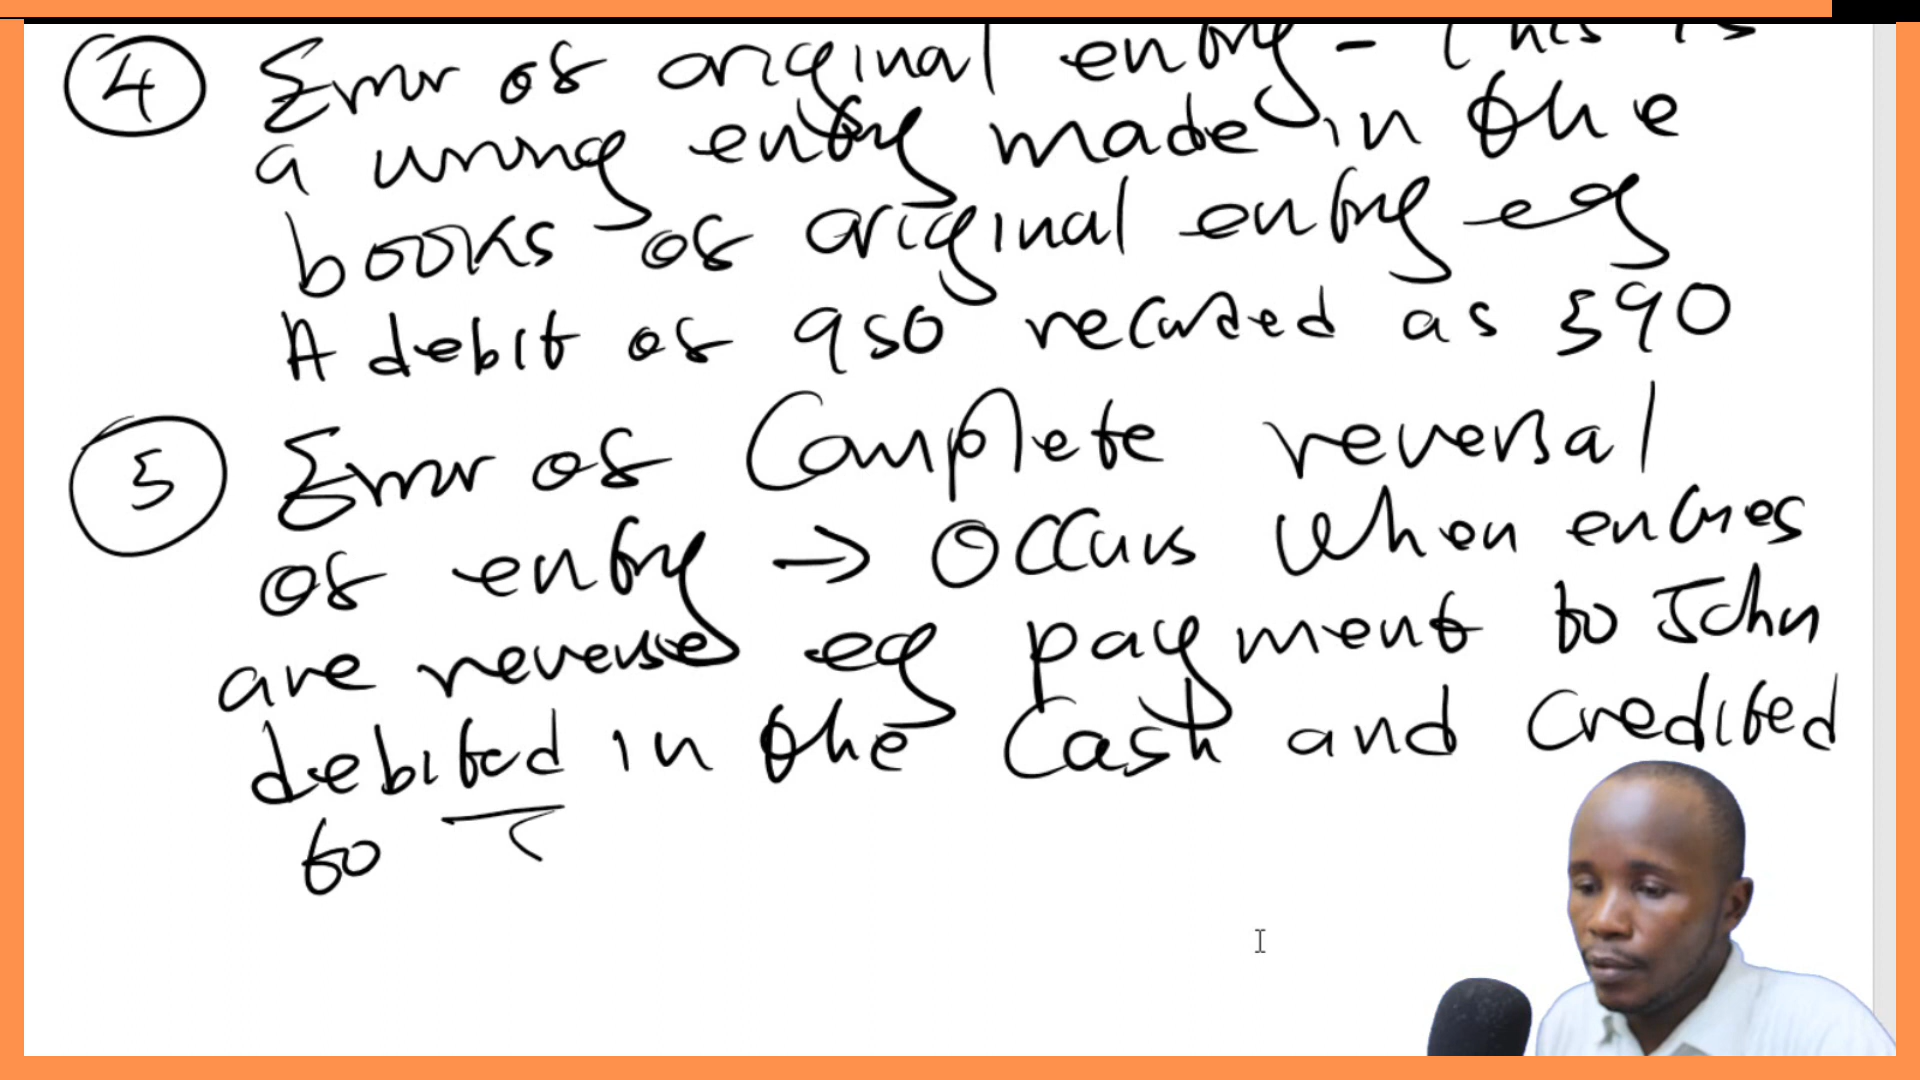 4 Error of original entry - This is
a wrong entry made in the
books of original entry eg
A debit of 950 recorded as 590
5 Error of Complete reversal
of entry → Occurs when entries
are reverse eg payment to John
debited in the Cash and credited
to